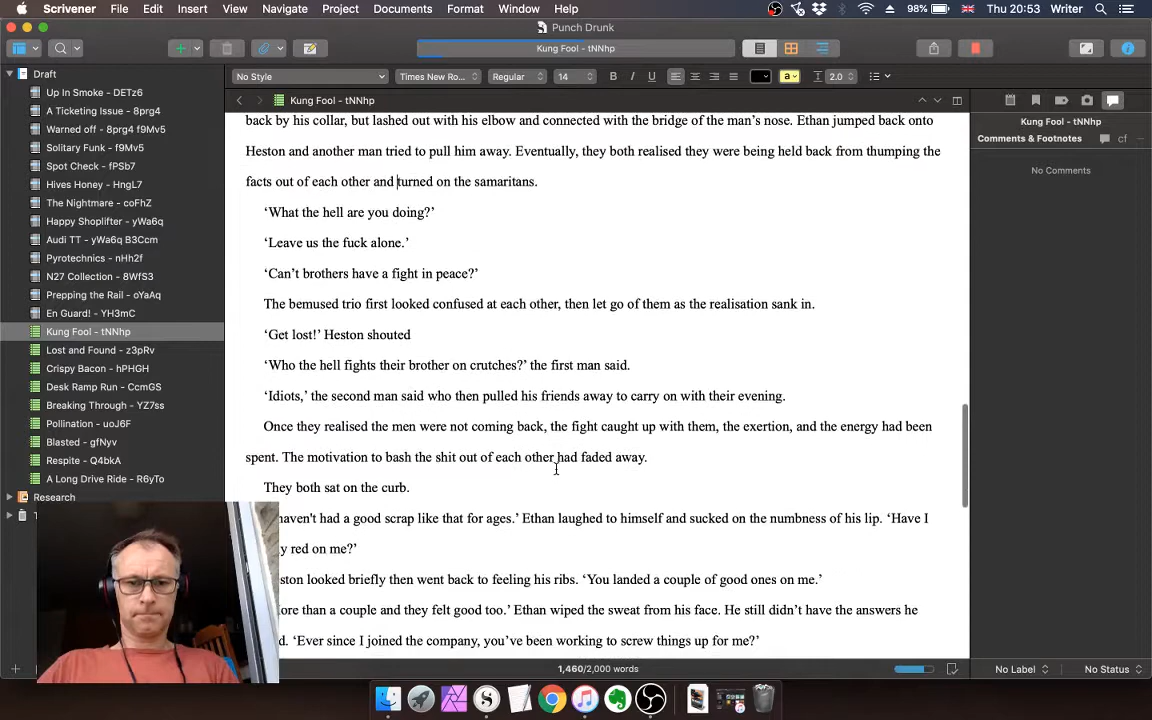 Scrivener File Edit Insert View Navigate Project Documents Format Window Help 98% Thu 20:53 Writer
Punch Drunk
Kung Fool - tNNhp
No Style Times New Ro... Regular 14 B I U a 2.0
Draft
Up In Smoke - DETz6
A Ticketing Issue - 8prg4
Warned off - 8prg4 f9Mv5
Solitary Funk - f9Mv5
Spot Check - fPSb7
Hives Honey - HngL7
The Nightmare - coFhZ
Happy Shoplifter - yWa6q
Audi TT - yWa6q B3Ccm
Pyrotechnics - nHh2f
N27 Collection - 8WfS3
Prepping the Rail - oYaAq
En Guard! - YH3mC
Kung Fool - tNNhp
Lost and Found - z3pRv
Crispy Bacon - hPHGH
Desk Ramp Run - CcmGS
Breaking Through - YZ7ss
Pollination - uoJ6F
Blasted - gfNyv
Respite - Q4bkA
A Long Drive Ride - R6yTo
Research
Kung Fool - tNNhp
back by his collar, but lashed out with his elbow and connected with the bridge of the man’s nose. Ethan jumped back onto
Heston and another man tried to pull him away. Eventually, they both realised they were being held back from thumping the
facts out of each other and turned on the samaritans.
‘What the hell are you doing?’
‘Leave us the fuck alone.’
‘Can’t brothers have a fight in peace?’
The bemused trio first looked confused at each other, then let go of them as the realisation sank in.
‘Get lost!’ Heston shouted
‘Who the hell fights their brother on crutches?’ the first man said.
‘Idiots,’ the second man said who then pulled his friends away to carry on with their evening.
Once they realised the men were not coming back, the fight caught up with them, the exertion, and the energy had been
spent. The motivation to bash the shit out of each other had faded away.
They both sat on the curb.
haven't had a good scrap like that for ages.’ Ethan laughed to himself and sucked on the numbness of his lip. ‘Have I
y red on me?’
ston looked briefly then went back to feeling his ribs. ‘You landed a couple of good ones on me.’
ore than a couple and they felt good too.’ Ethan wiped the sweat from his face. He still didn’t have the answers he
d. ‘Ever since I joined the company, you’ve been working to screw things up for me?’
1,460/2,000 words
Kung Fool - tNNhp
Comments & Footnotes cf
No Comments
No Label No Status